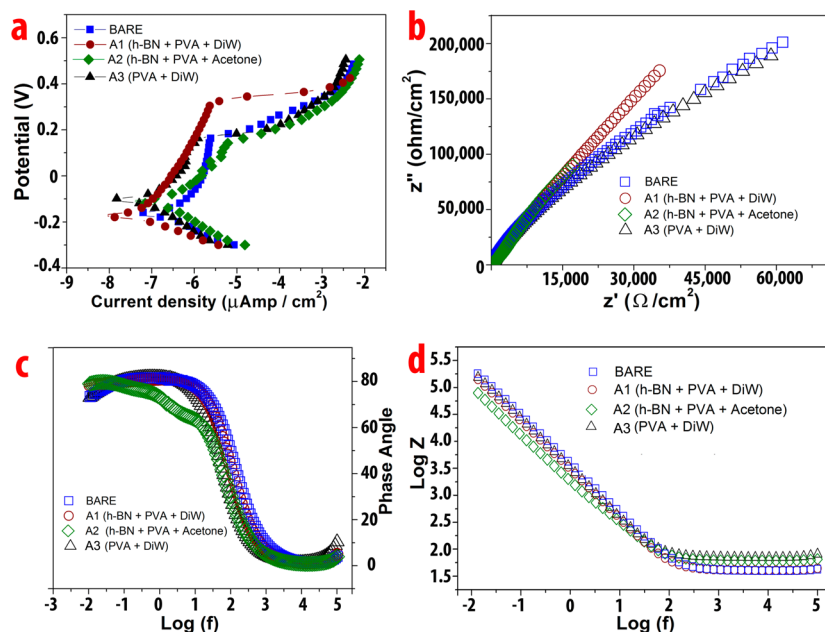 a
BARE
A1 (h-BN + PVA + DiW)
A2 (h-BN + PVA + Acetone)
A3 (PVA + DiW)
0.6
0.4
0.2
0
-0.2
-0.4
Potential (V)
-9 -8 -7 -6 -5 -4 -3 -2 -1
Current density (μAmp / cm²)
b
200,000
150,000
100,000
50,000
z'' (ohm/cm²)
BARE
A1 (h-BN + PVA + DiW)
A2 (h-BN + PVA + Acetone)
A3 (PVA + DiW)
15,000 30,000 45,000 60,000
z' (Ω/cm²)
c
80
60
40
20
0
Phase Angle
BARE
A1 (h-BN + PVA + DiW)
A2 (h-BN + PVA + Acetone)
A3 (PVA + DiW)
-3 -2 -1 0 1 2 3 4 5
Log (f)
d
5.5
5.0
4.5
4.0
3.5
3.0
2.5
2.0
1.5
Log Z
BARE
A1 (h-BN + PVA + DiW)
A2 (h-BN + PVA + Acetone)
A3 (PVA + DiW)
-2 -1 0 1 2 3 4 5
Log (f)